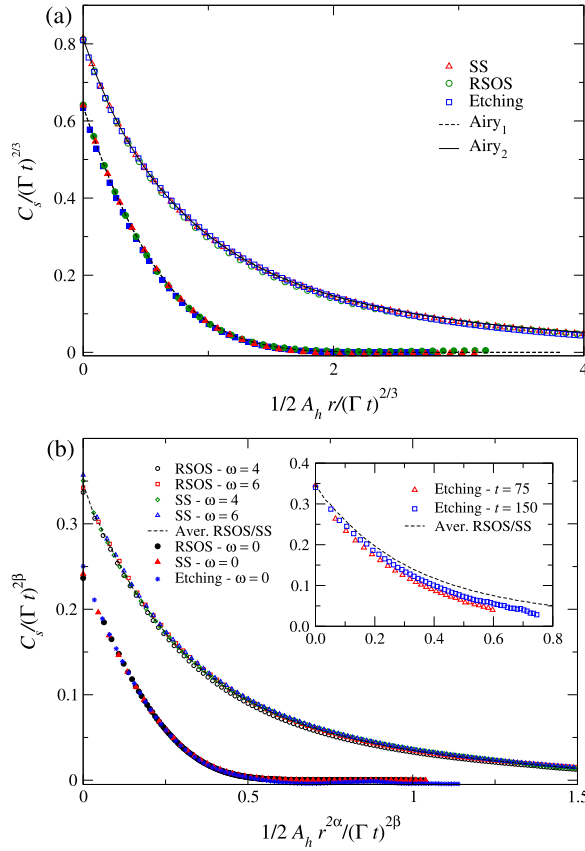 (a)
0.8
0.6
0.4
0.2
0
C_s/(Γ t)^{2/3}
SS
RSOS
Etching
Airy_1
Airy_2
0
2
4
1/2 A_h r/(Γ t)^{2/3}
(b)
0.3
0.2
0.1
0
C_s/(Γ t)^{2β}
RSOS - ω = 4
RSOS - ω = 6
SS - ω = 4
SS - ω = 6
Aver. RSOS/SS
RSOS - ω = 0
SS - ω = 0
Etching - ω = 0
0.4
0.3
0.2
0.1
0.0
Etching - t = 75
Etching - t = 150
Aver. RSOS/SS
0.0
0.2
0.4
0.6
0.8
0
0.5
1
1.5
1/2 A_h r^{2α}/(Γ t)^{2β}